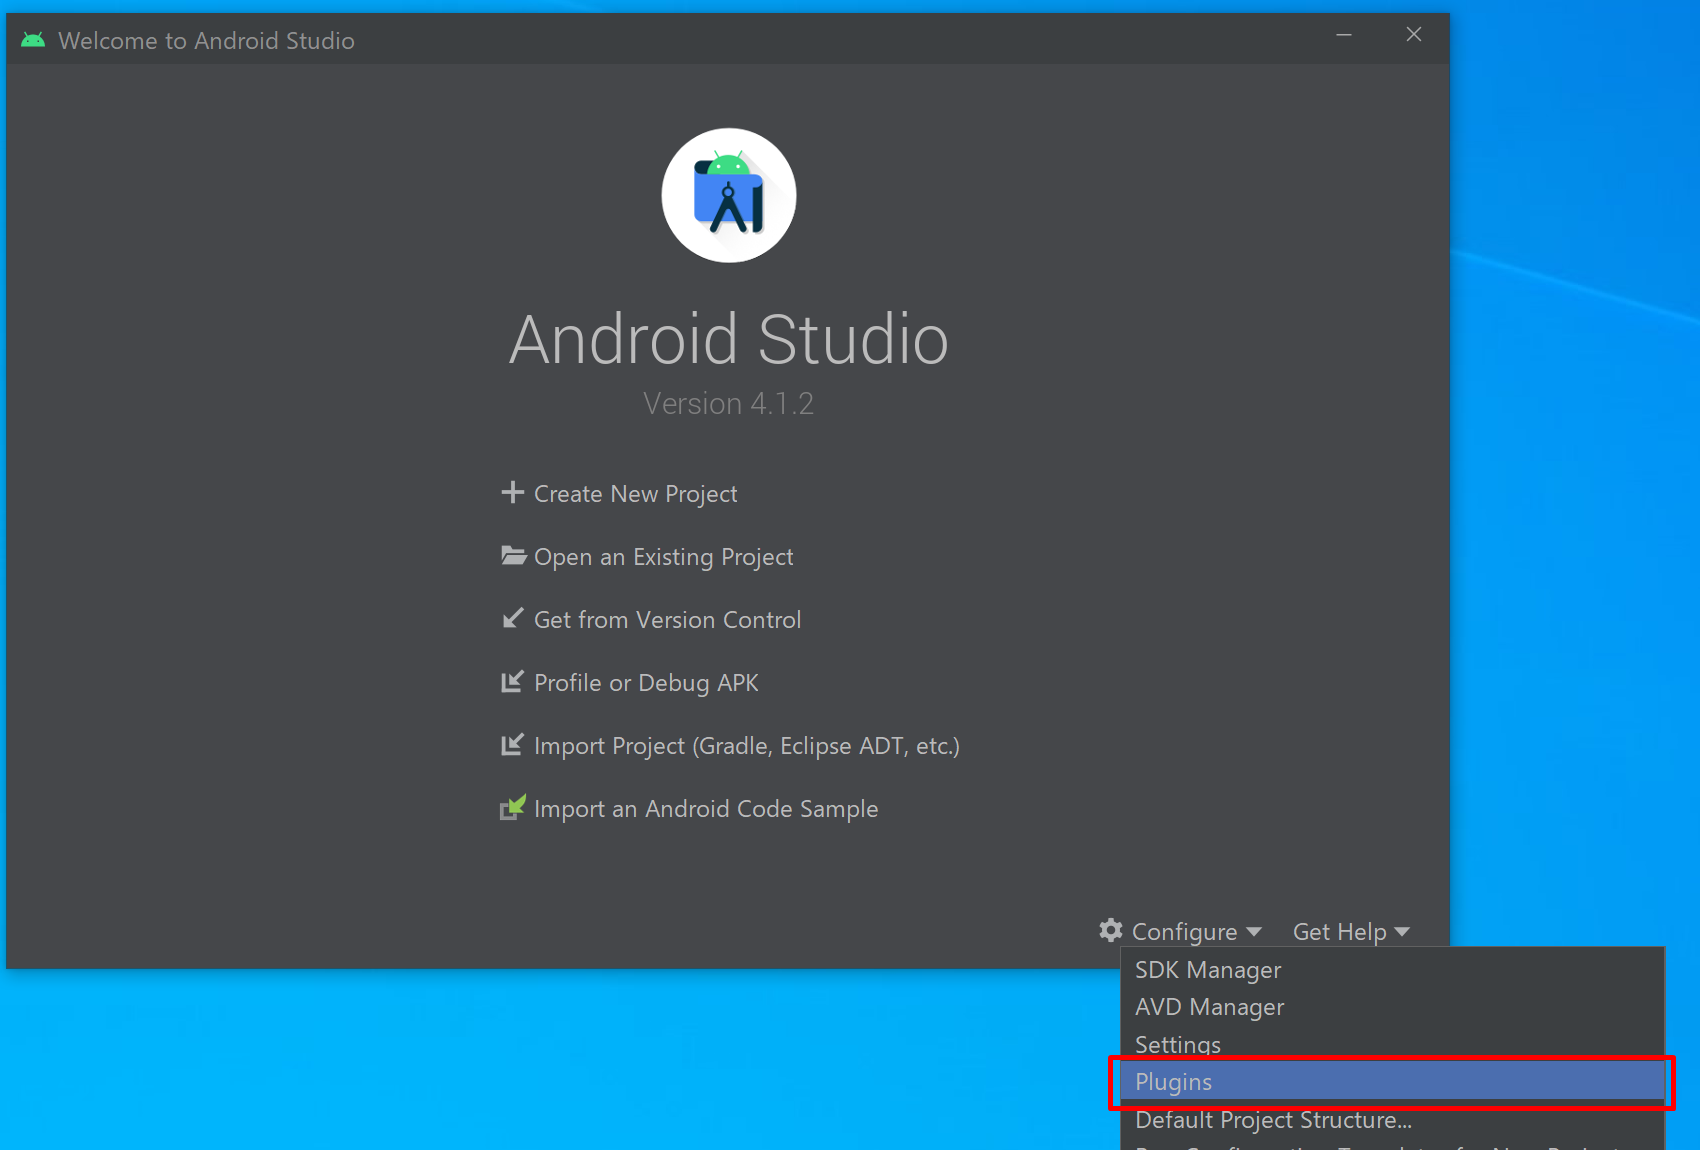 Welcome to Android Studio
Android Studio
Version 4.1.2
Create New Project
Open an Existing Project
Get from Version Control
Profile or Debug APK
Import Project (Gradle, Eclipse ADT, etc.)
Import an Android Code Sample
Configure Get Help
SDK Manager
AVD Manager
Settings
Plugins
Default Project Structure...